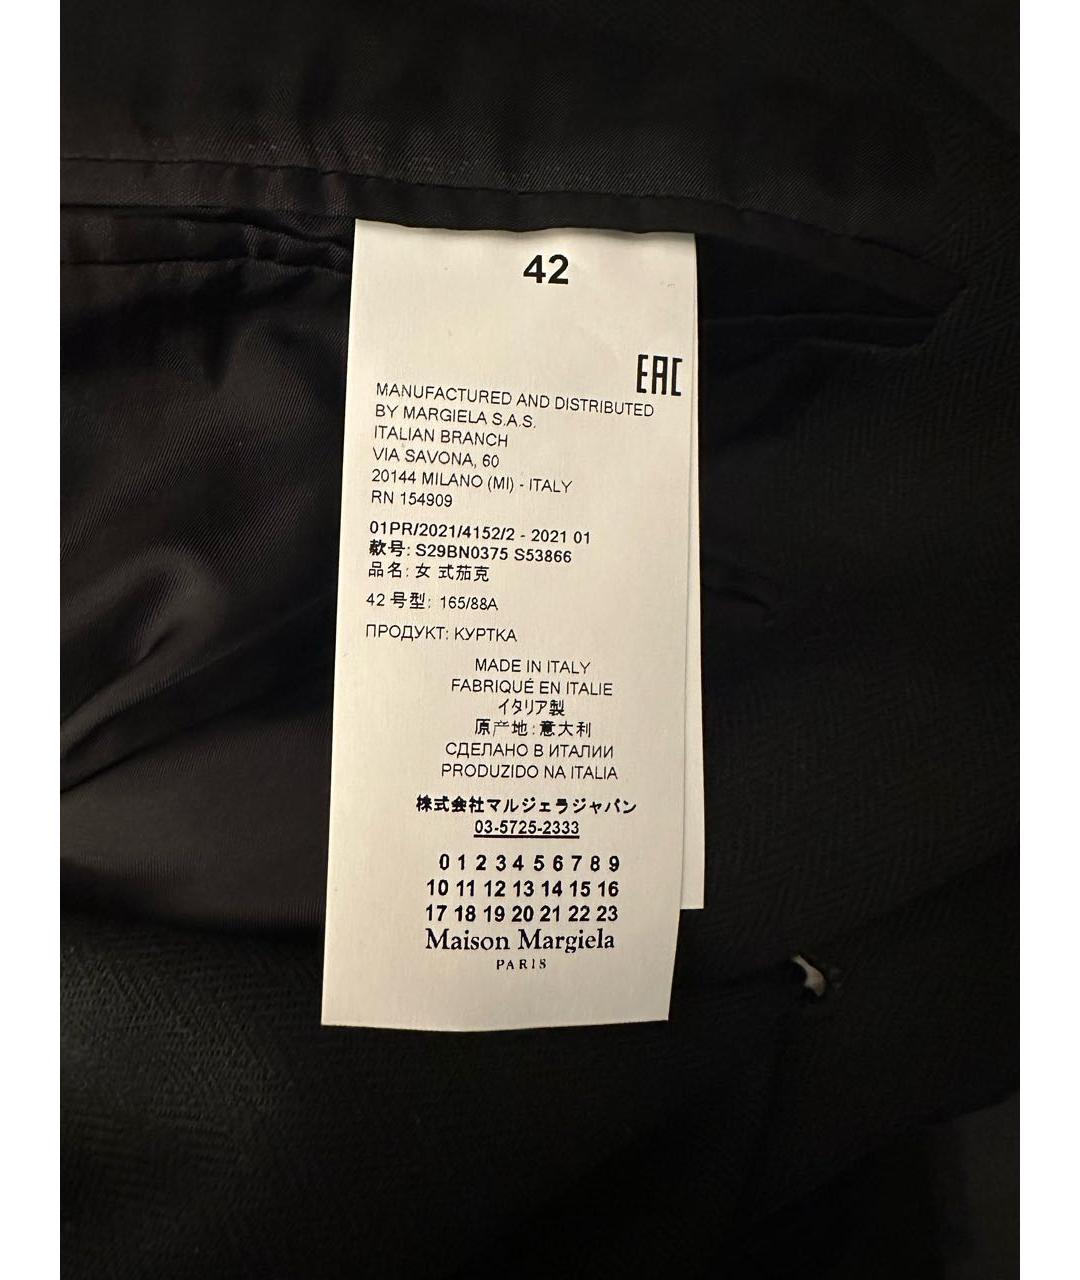 42
EAC
MANUFACTURED AND DISTRIBUTED
BY MARGIELA S.A.S.
ITALIAN BRANCH
VIA SAVONA, 60
20144 MILANO (MI) - ITALY
RN 154909
01PR/2021/4152/2 - 2021 01
款号: S29BN0375 S53866
品名: 女 式茄克
42 号型: 165/88A
ПРОДУКТ: КУРТКА
MADE IN ITALY
FABRIQUÉ EN ITALIE
イタリア製
原产地:意大利
СДЕЛАНО В ИТАЛИИ
PRODUZIDO NA ITALIA
株式会社マルジェラジャパン
03-5725-2333
0 1 2 3 4 5 6 7 8 9
10 11 12 13 14 15 16
17 18 19 20 21 22 23
Maison Margiela
PARIS